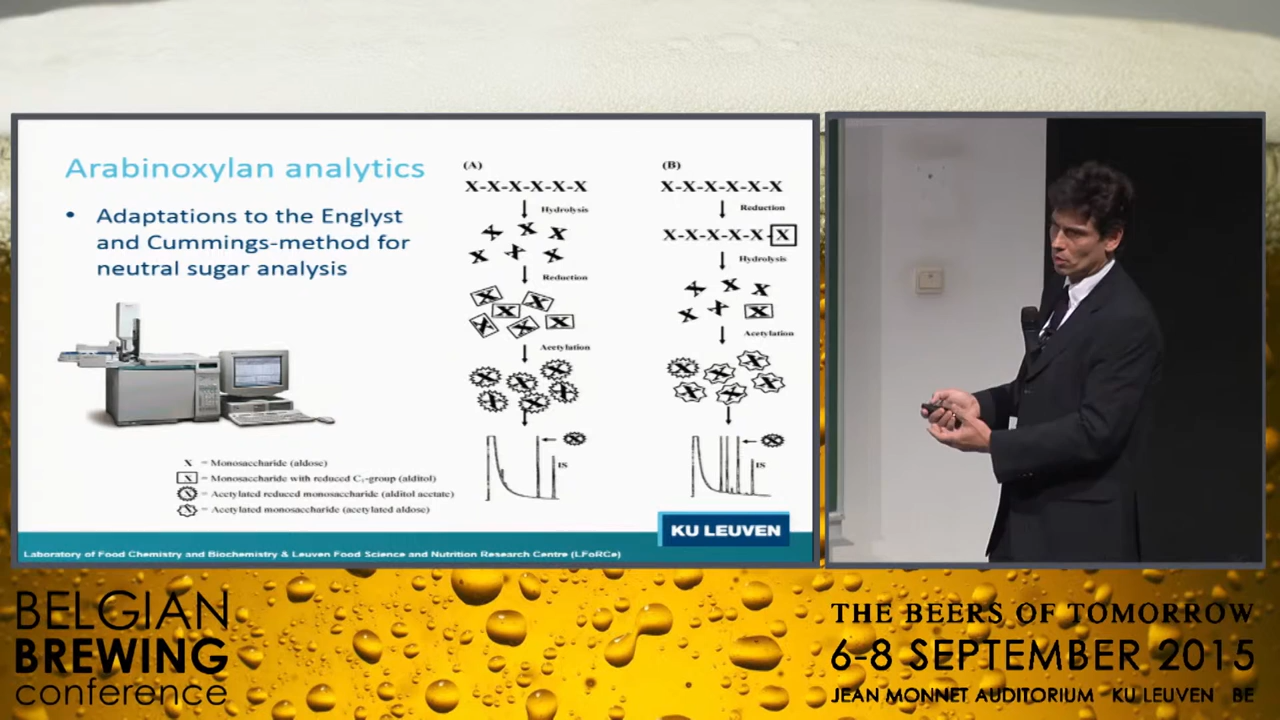 Arabinoxylan analytics
• Adaptations to the Englyst
and Cummings-method for
neutral sugar analysis
(A)
X-X-X-X-X-X
Hydrolysis
X X X
X X X
Reduction
X X X
X X X
Acetylation
X X X
X X X
IS
(B)
X-X-X-X-X-X
Reduction
X-X-X-X-X-X
Hydrolysis
X X X
X X X
Acetylation
X X X
X X X
IS
X = Monosaccharide (aldose)
X = Monosaccharide with reduced C₁-group (alditol)
X = Acetylated reduced monosaccharide (alditol acetate)
X = Acetylated monosaccharide (acetylated aldose)
KU LEUVEN
Laboratory of Food Chemistry and Biochemistry & Leuven Food Science and Nutrition Research Centre (LFoRCe)
BELGIAN
BREWING
conference
THE BEERS OF TOMORROW
6-8 SEPTEMBER 2015
JEAN MONNET AUDITORIUM - KU LEUVEN BE